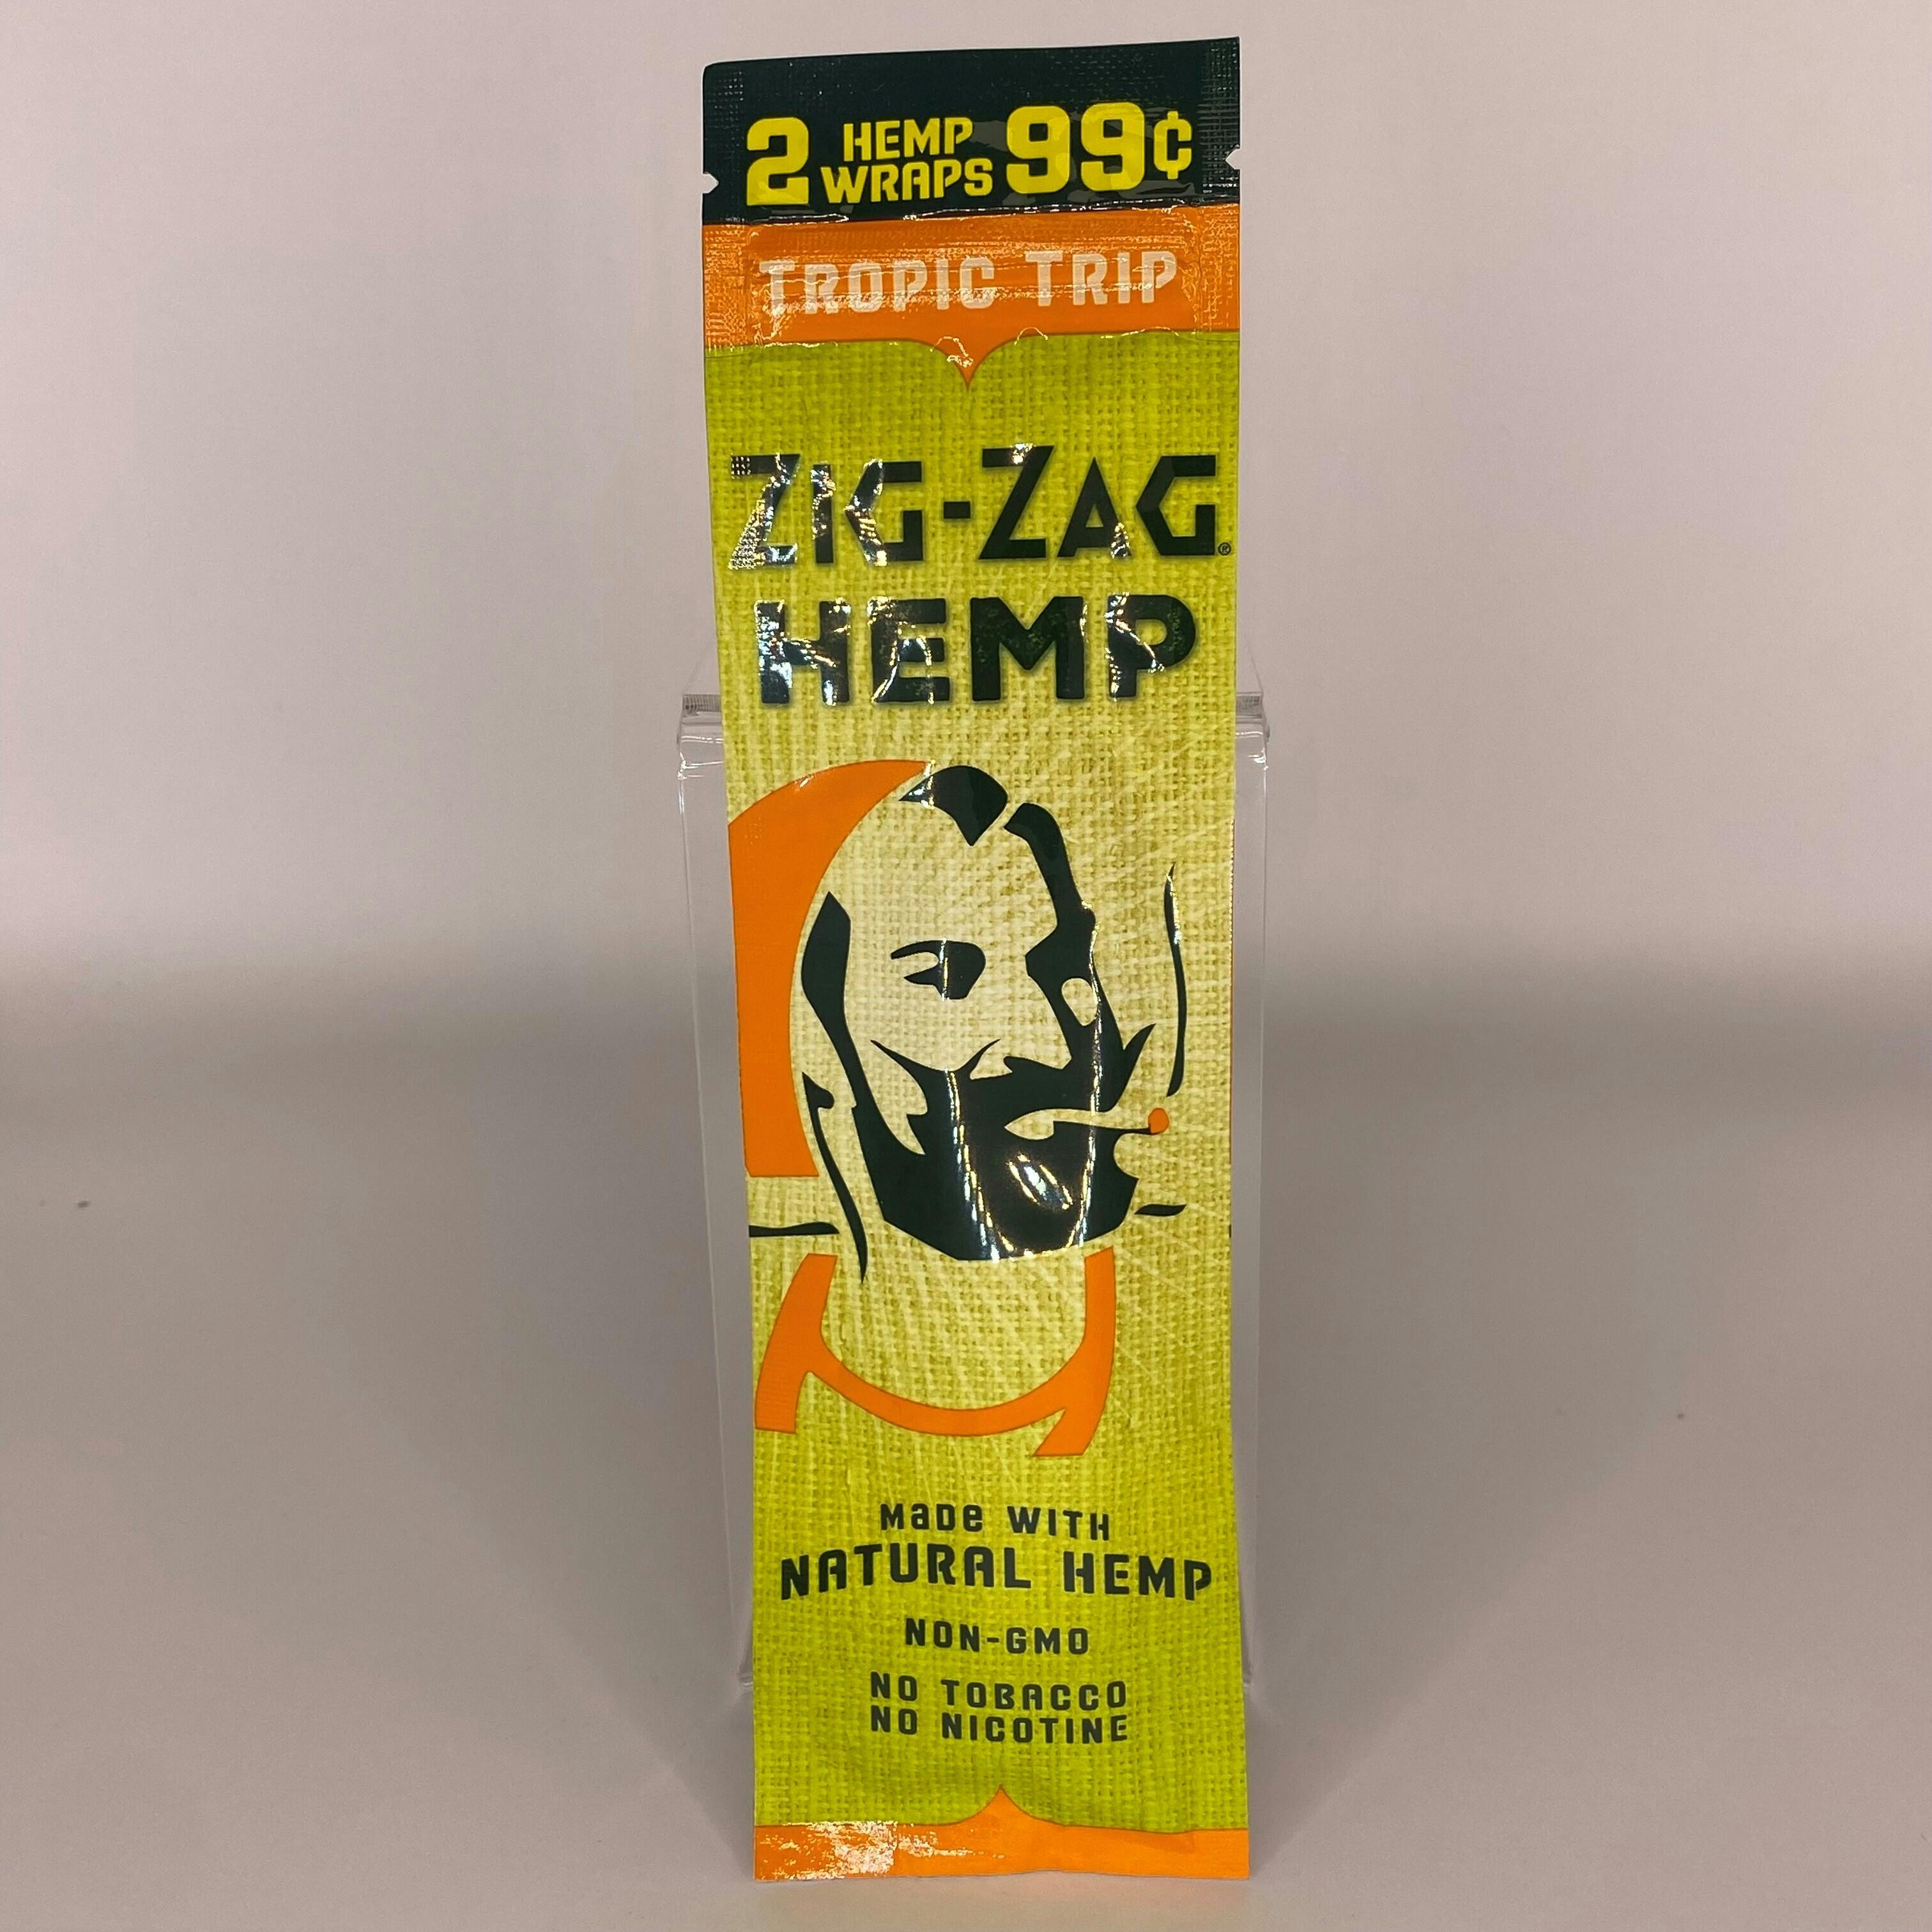 2 HEMP WRAPS 99¢
TROPIC TRIP
ZIG-ZAG®
HEMP
MADE WITH
NATURAL HEMP
NON-GMO
NO TOBACCO
NO NICOTINE